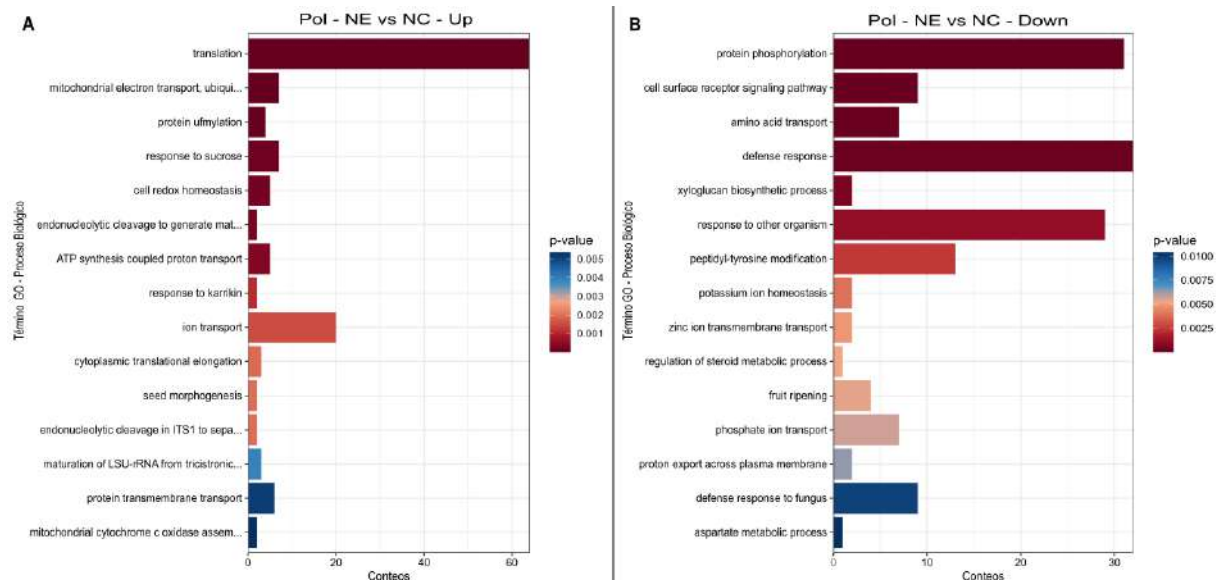 A
Pol - NE vs NC - Up
Término GO - Proceso Biológico
translation
mitochondrial electron transport, ubiqui...
protein ufmylation
response to sucrose
cell redox homeostasis
endonucleolytic cleavage to generate mat...
ATP synthesis coupled proton transport
response to karrikin
ion transport
cytoplasmic translational elongation
seed morphogenesis
endonucleolytic cleavage in ITS1 to sepa...
maturation of LSU-rRNA from tricistronic...
protein transmembrane transport
mitochondrial cytochrome c oxidase assem...
0 20 40 60
Conteos
p-value
0.005
0.004
0.003
0.002
0.001
B
Pol - NE vs NC - Down
Término GO - Proceso Biológico
protein phosphorylation
cell surface receptor signaling pathway
amino acid transport
defense response
xyloglucan biosynthetic process
response to other organism
peptidyl-tyrosine modification
potassium ion homeostasis
zinc ion transmembrane transport
regulation of steroid metabolic process
fruit ripening
phosphate ion transport
proton export across plasma membrane
defense response to fungus
aspartate metabolic process
0 10 20 30
Conteos
p-value
0.0100
0.0075
0.0050
0.0025